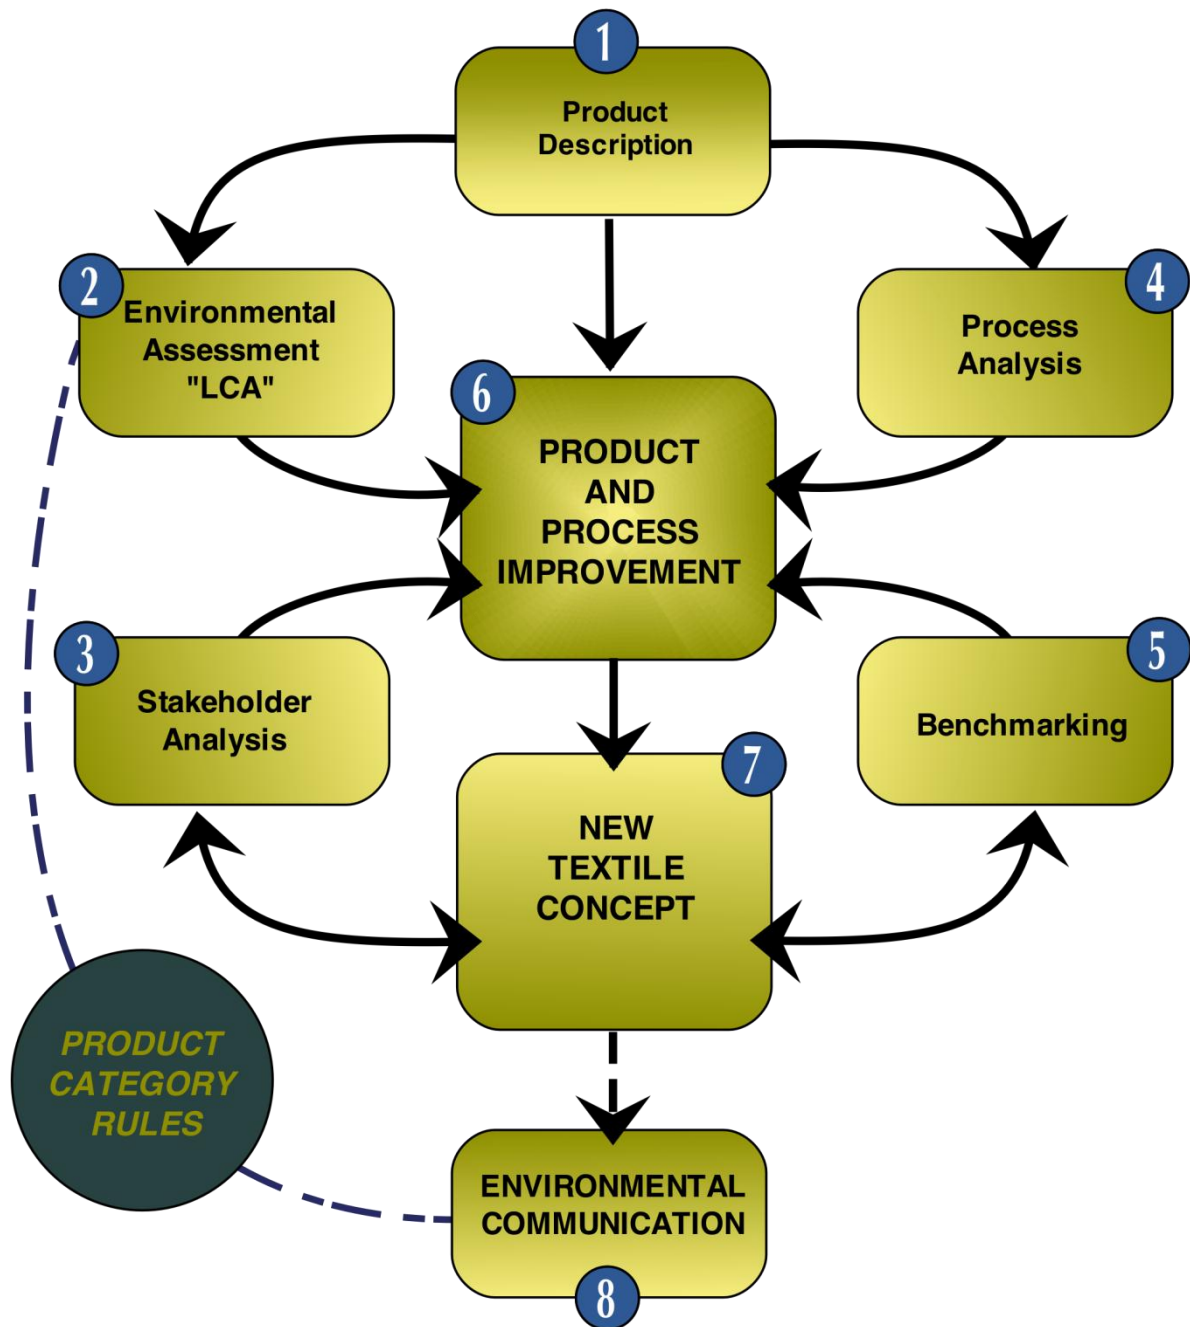 1
Product
Description
2
Environmental
Assessment
"LCA"
4
Process
Analysis
6
PRODUCT
AND
PROCESS
IMPROVEMENT
3
Stakeholder
Analysis
5
Benchmarking
7
NEW
TEXTILE
CONCEPT
PRODUCT
CATEGORY
RULES
ENVIRONMENTAL
COMMUNICATION
8